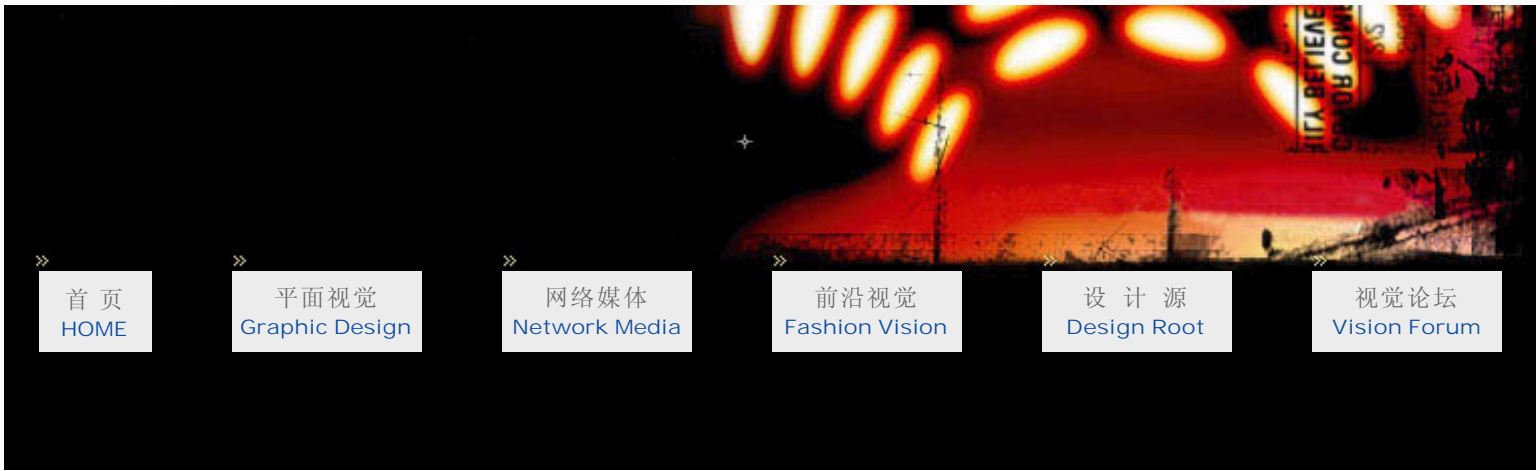 首 页
HOME
平面视觉
Graphic Design
网络媒体
Network Media
前沿视觉
Fashion Vision
设 计 源
Design Root
视觉论坛
Vision Forum